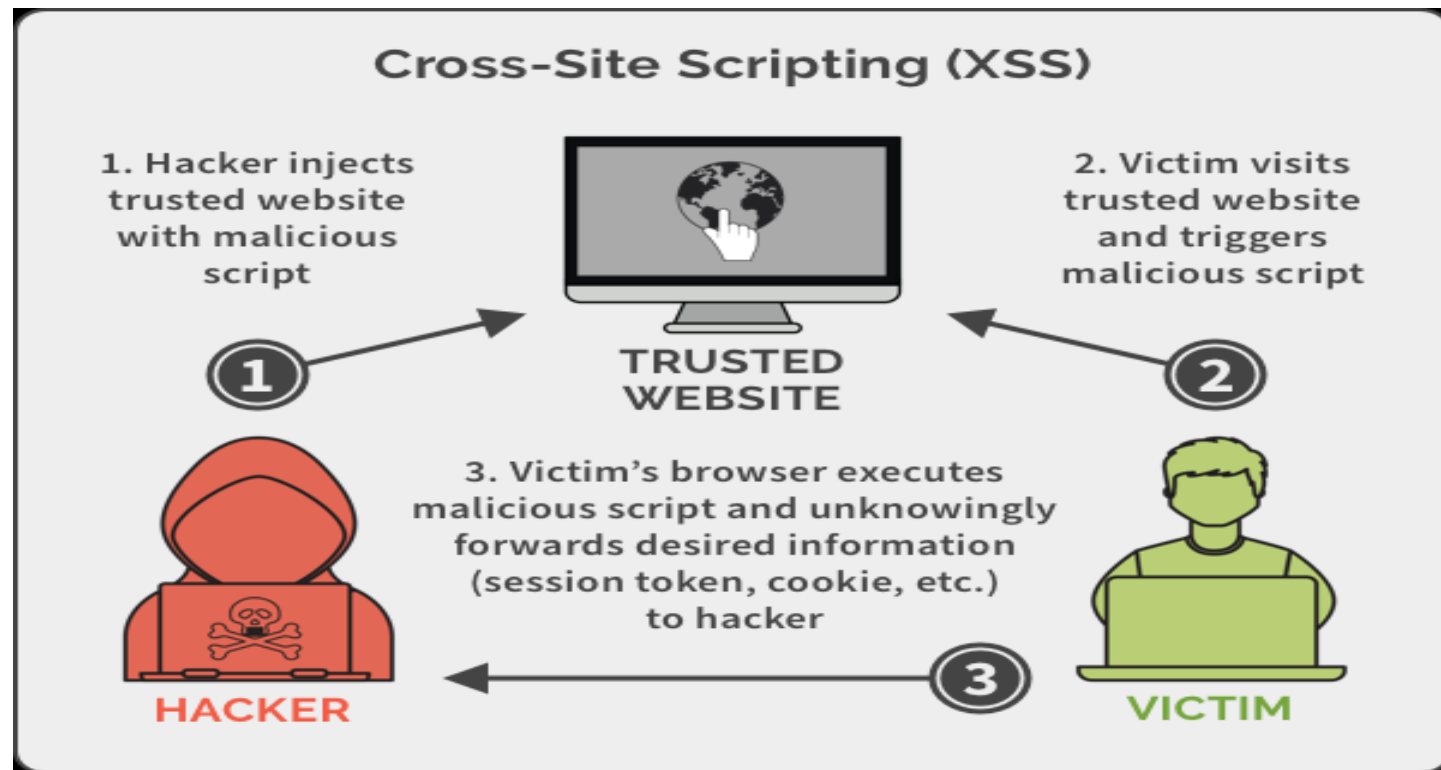 Cross-Site Scripting (XSS)
1. Hacker injects
trusted website
with malicious
script
2. Victim visits
trusted website
and triggers
malicious script
1
TRUSTED
WEBSITE
2
3. Victim’s browser executes
malicious script and unknowingly
forwards desired information
(session token, cookie, etc.)
to hacker
3
HACKER
VICTIM